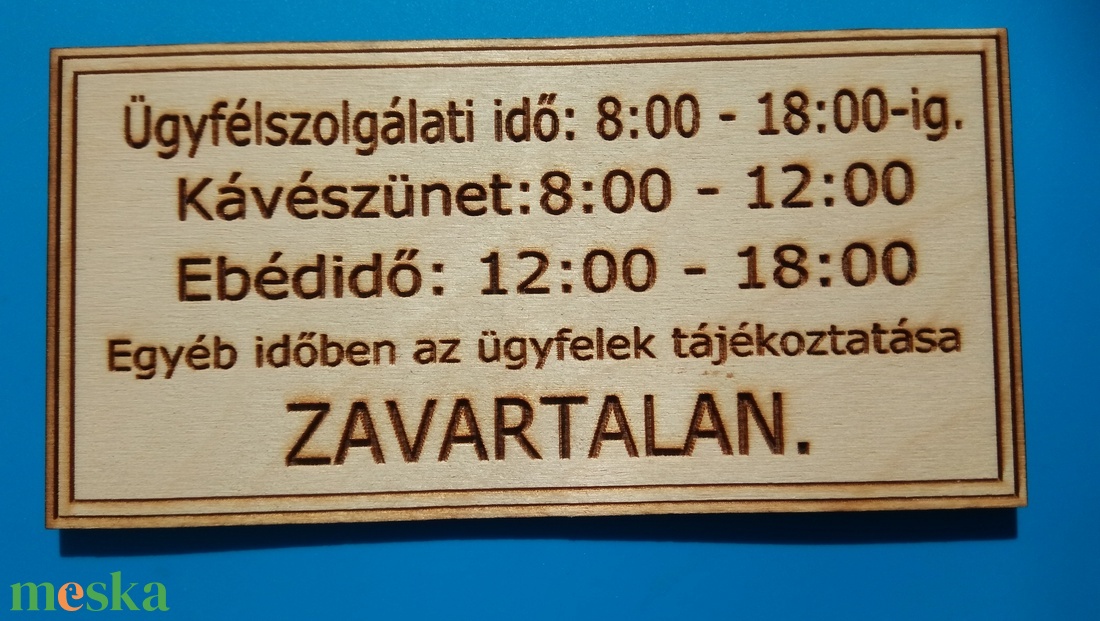 Ügyfélszolgálati idő: 8:00 - 18:00-ig.
Kávészünet:8:00 - 12:00
Ebédidő: 12:00 - 18:00
Egyéb időben az ügyfelek tájékoztatása
ZAVARTALAN.
meska